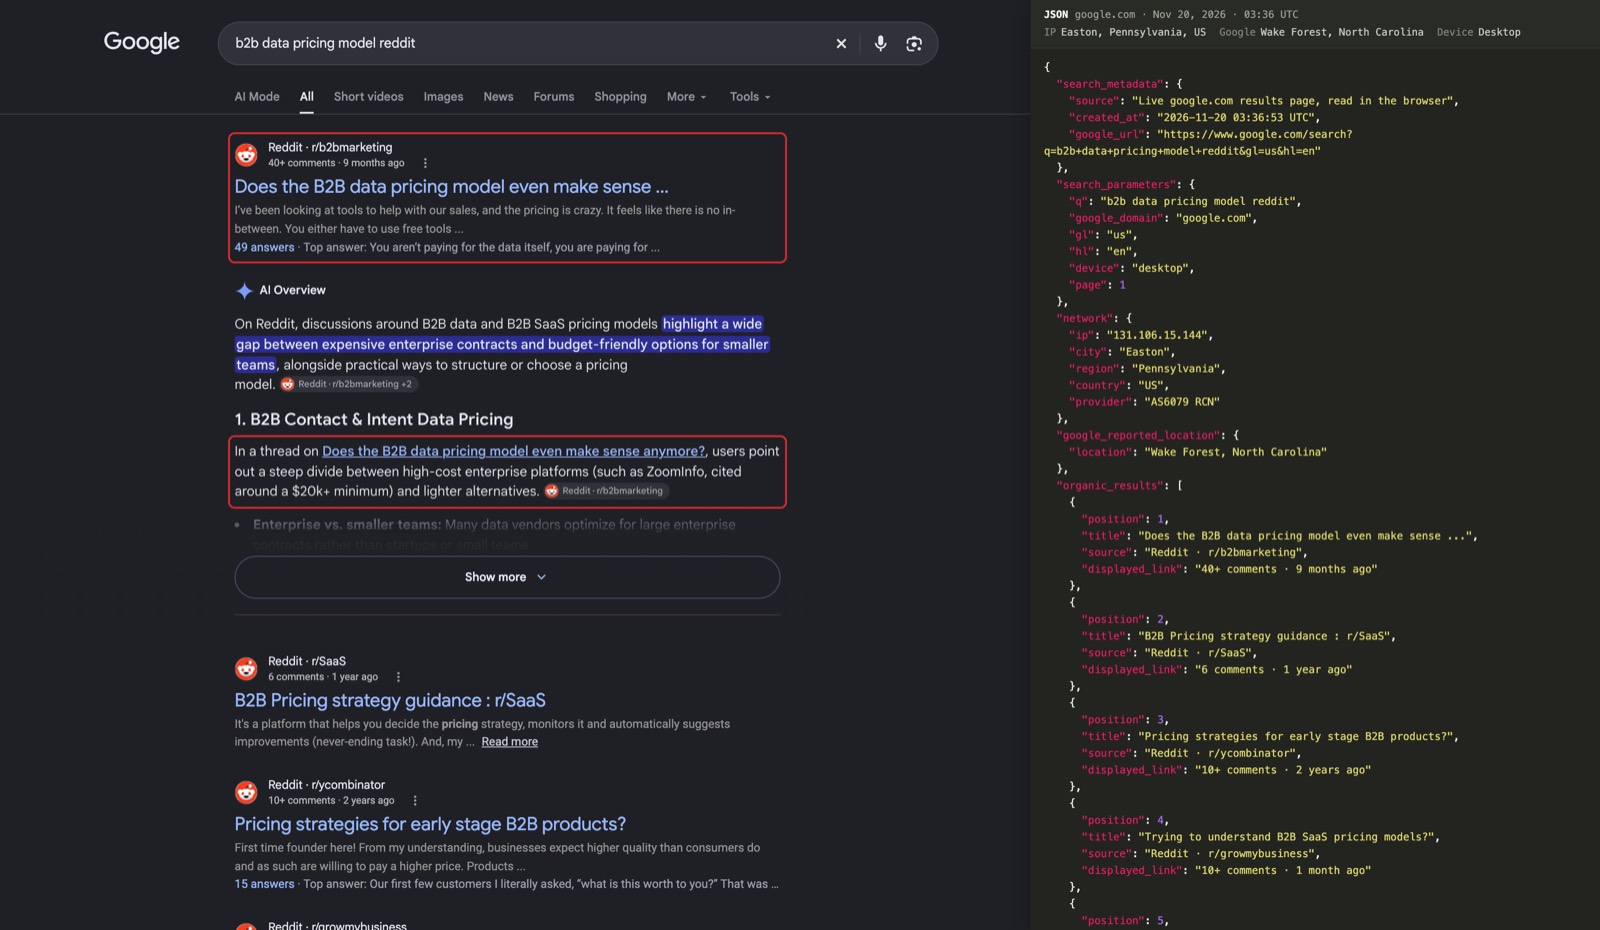 Google
b2b data pricing model reddit
AI Mode
All
Short videos
Images
News
Forums
Shopping
More
Tools
Reddit · r/b2bmarketing
40+ comments · 9 months ago
Does the B2B data pricing model even make sense ...
I've been looking at tools to help with our sales, and the pricing is crazy. It feels like there is no in-
between. You either have to use free tools ...
49 answers · Top answer: You aren't paying for the data itself, you are paying for ...
AI Overview
On Reddit, discussions around B2B data and B2B SaaS pricing models highlight a wide
gap between expensive enterprise contracts and budget-friendly options for smaller
teams, alongside practical ways to structure or choose a pricing
model. Reddit · r/b2bmarketing +2
1. B2B Contact & Intent Data Pricing
In a thread on Does the B2B data pricing model even make sense anymore?, users point
out a steep divide between high-cost enterprise platforms (such as ZoomInfo, cited
around a $20k+ minimum) and lighter alternatives. Reddit · r/b2bmarketing
• Enterprise vs. smaller teams: Many data vendors optimize for large enterprise
contracts rather than startups or small teams.
Show more
Reddit · r/SaaS
6 comments · 1 year ago
B2B Pricing strategy guidance : r/SaaS
It's a platform that helps you decide the pricing strategy, monitors it and automatically suggests
improvements (never-ending task!). And, my ... Read more
Reddit · r/ycombinator
10+ comments · 2 years ago
Pricing strategies for early stage B2B products?
First time founder here! From my understanding, businesses expect higher quality than consumers do
and as such are willing to pay a higher price. Products ...
15 answers · Top answer: Our first few customers I literally asked, "what is this worth to you?" That was ...
Reddit · r/growmybusiness
JSON google.com · Nov 20, 2026 · 03:36 UTC
IP Easton, Pennsylvania, US Google Wake Forest, North Carolina Device Desktop
{
"search_metadata": {
"source": "Live google.com results page, read in the browser",
"created_at": "2026-11-20 03:36:53 UTC",
"google_url": "https://www.google.com/search?
q=b2b+data+pricing+model+reddit&gl=us&hl=en"
},
"search_parameters": {
"q": "b2b data pricing model reddit",
"google_domain": "google.com",
"gl": "us",
"hl": "en",
"device": "desktop",
"page": 1
},
"network": {
"ip": "131.106.15.144",
"city": "Easton",
"region": "Pennsylvania",
"country": "US",
"provider": "AS6079 RCN"
},
"google_reported_location": {
"location": "Wake Forest, North Carolina"
},
"organic_results": [
{
"position": 1,
"title": "Does the B2B data pricing model even make sense ...",
"source": "Reddit · r/b2bmarketing",
"displayed_link": "40+ comments · 9 months ago"
},
{
"position": 2,
"title": "B2B Pricing strategy guidance : r/SaaS",
"source": "Reddit · r/SaaS",
"displayed_link": "6 comments · 1 year ago"
},
{
"position": 3,
"title": "Pricing strategies for early stage B2B products?",
"source": "Reddit · r/ycombinator",
"displayed_link": "10+ comments · 2 years ago"
},
{
"position": 4,
"title": "Trying to understand B2B SaaS pricing models?",
"source": "Reddit · r/growmybusiness",
"displayed_link": "10+ comments · 1 month ago"
},
{
"position": 5,